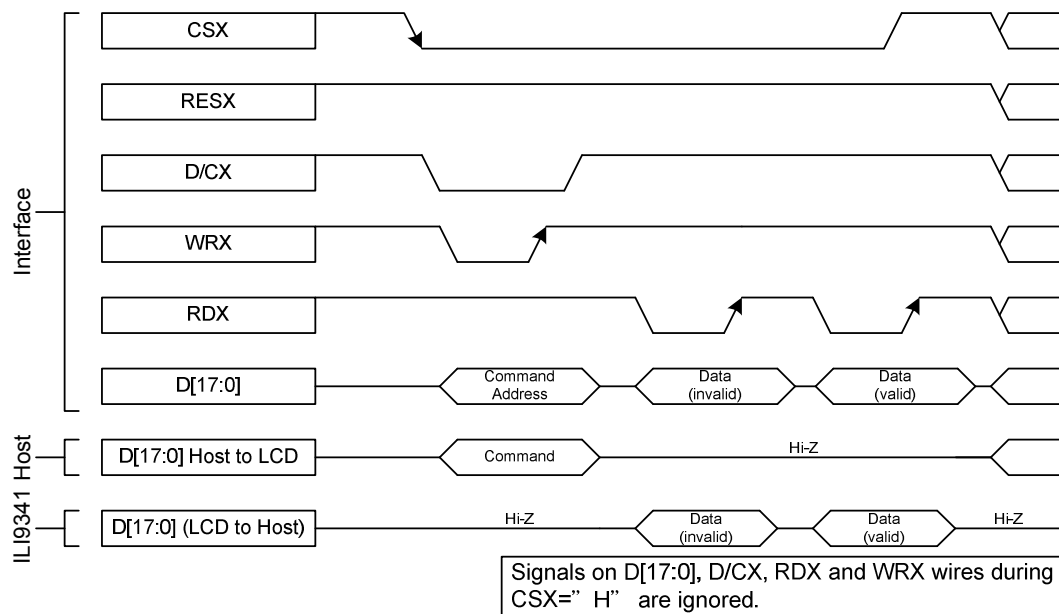 CSX
RESX
D/CX
WRX
RDX
D[17:0]
Command
Address
Data
(invalid)
Data
(valid)
Interface
D[17:0] Host to LCD
Command
Hi-Z
Host
D[17:0] (LCD to Host)
Hi-Z
Data
(invalid)
Data
(valid)
Hi-Z
ILI9341
Signals on D[17:0], D/CX, RDX and WRX wires during
CSX=” H” are ignored.